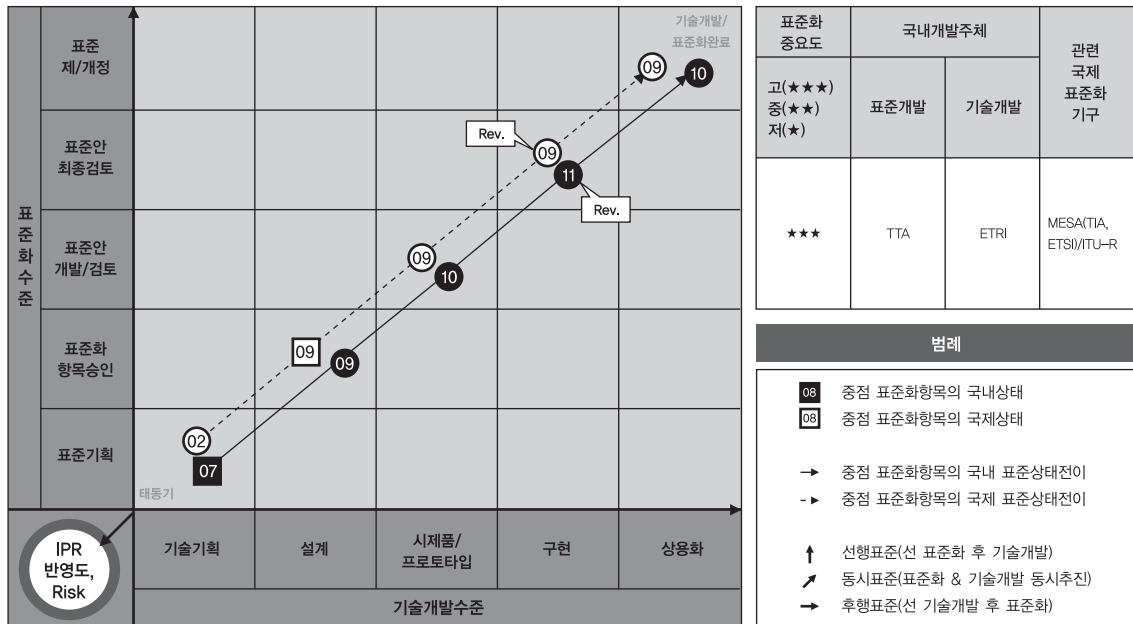 기술개발/
표준화완료
표준
제/개정
09
10
표준안
최종검토
Rev.
09
11
Rev.
표준안
개발/검토
09
10
표준화
항목승인
09
09
표준기획
02
07
태동기
표준화수준
IPR
반영도,
Risk
기술기획
설계
시제품/
프로토타입
구현
상용화
기술개발수준
표준화
중요도
국내개발주체
관련
국제
표준화
기구
고(★★★)
중(★★)
저(★)
표준개발
기술개발
★★★
TTA
ETRI
MESA(TIA,
ETSI)/ITU–R
범례
08 중점 표준화항목의 국내상태
08 중점 표준화항목의 국제상태
→ 중점 표준화항목의 국내 표준상태전이
- ► 중점 표준화항목의 국제 표준상태전이
↑ 선행표준(선 표준화 후 기술개발)
↗ 동시표준(표준화 & 기술개발 동시추진)
→ 후행표준(선 기술개발 후 표준화)